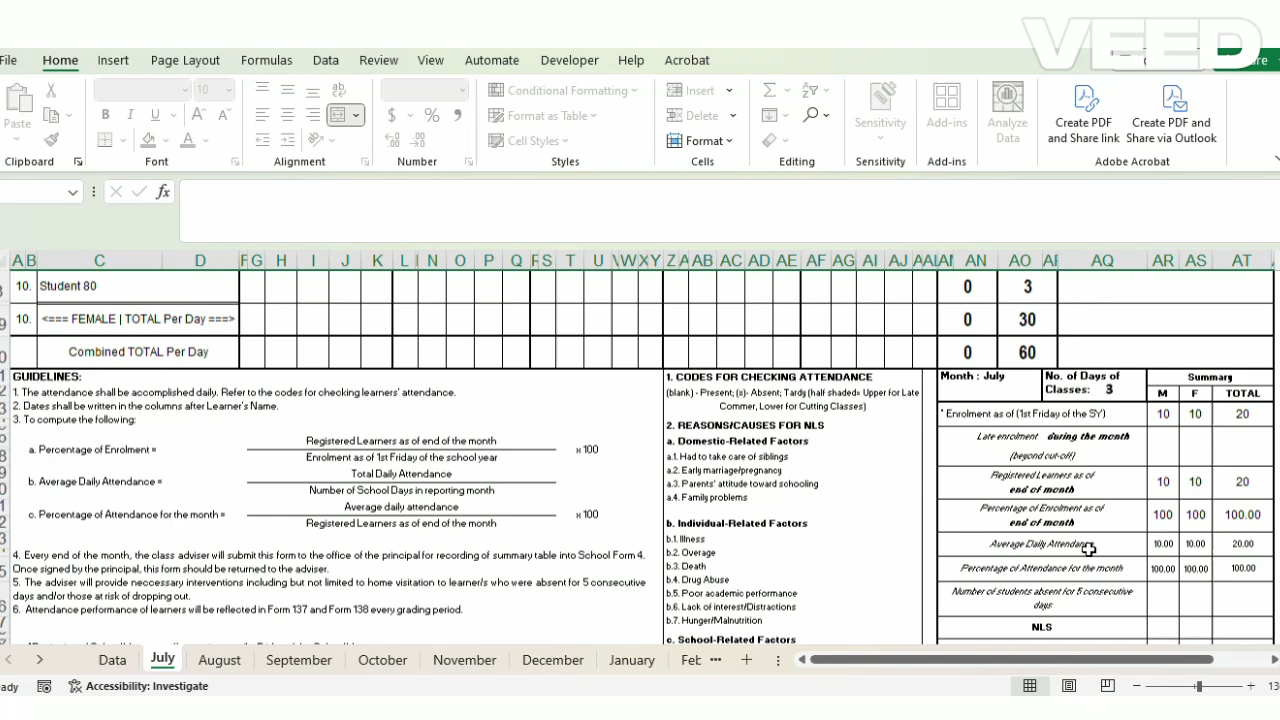 VEED
File Home Insert Page Layout Formulas Data Review View Automate Developer Help Acrobat
10
ab
Conditional Formatting
Insert
Paste
B I U A A
$ % 9
Format as Table
Delete
Sensitivity Add-ins Analyze Data
Create PDF and Share link
Create PDF and Share via Outlook
Cell Styles
Format
Clipboard Font Alignment Number Styles Cells Editing Sensitivity Add-ins Adobe Acrobat
fx
A B C D F G H I J K L I N O P Q R S T U V W X Y Z A AB AC AD AE AF AG AI AJ AAL AN AO AQ AR AS AT
10. Student 80 0 3
10. <=== FEMALE | TOTAL Per Day ===> 0 30
Combined TOTAL Per Day 0 60
GUIDELINES:
1. The attendance shall be accomplished daily. Refer to the codes for checking learners' attendance.
2. Dates shall be written in the columns after Learner's Name.
3. To compute the following:
a. Percentage of Enrolment =
Registered Learners as of end of the month
Enrolment as of 1st Friday of the school year
x 100
b. Average Daily Attendance =
Total Daily Attendance
Number of School Days in reporting month
c. Percentage of Attendance for the month =
Average daily attendance
Registered Learners as of end of the month
x 100
4. Every end of the month, the class adviser will submit this form to the office of the principal for recording of summary table into School Form 4.
Once signed by the principal, this form should be returned to the adviser.
5. The adviser will provide neccessary interventions including but not limited to home visitation to learner/s who were absent for 5 consecutive
days and/or those at risk of dropping out.
6. Attendance performance of learners will be reflected in Form 137 and Form 138 every grading period.
1. CODES FOR CHECKING ATTENDANCE
(blank) - Present; (x)- Absent; Tardy (half shaded= Upper for Late
Commer, Lower for Cutting Classes)
2. REASONS/CAUSES FOR NLS
a. Domestic-Related Factors
a.1. Had to take care of siblings
a.2. Early marriage/pregnancy
a.3. Parents' attitude toward schooling
a.4. Family problems
b. Individual-Related Factors
b.1. Illness
b.2. Overage
b.3. Death
b.4. Drug Abuse
b.5. Poor academic performance
b.6. Lack of interest/Distractions
b.7. Hunger/Malnutrition
c. School-Related Factors
Month : July
No. of Days of
Classes: 3
Summary
M F TOTAL
* Enrolment as of (1st Friday of the SY) 10 10 20
Late enrolment during the month
(beyond cut-off)
Registered Learners as of
end of month 10 10 20
Percentage of Enrolment as of
end of month 100 100 100.00
Average Daily Attendance 10.00 10.00 20.00
Percentage of Attendance for the month 100.00 100.00 100.00
Number of students absent for 5 consecutive
days
NLS
Data July August September October November December January Feb
Accessibility: Investigate